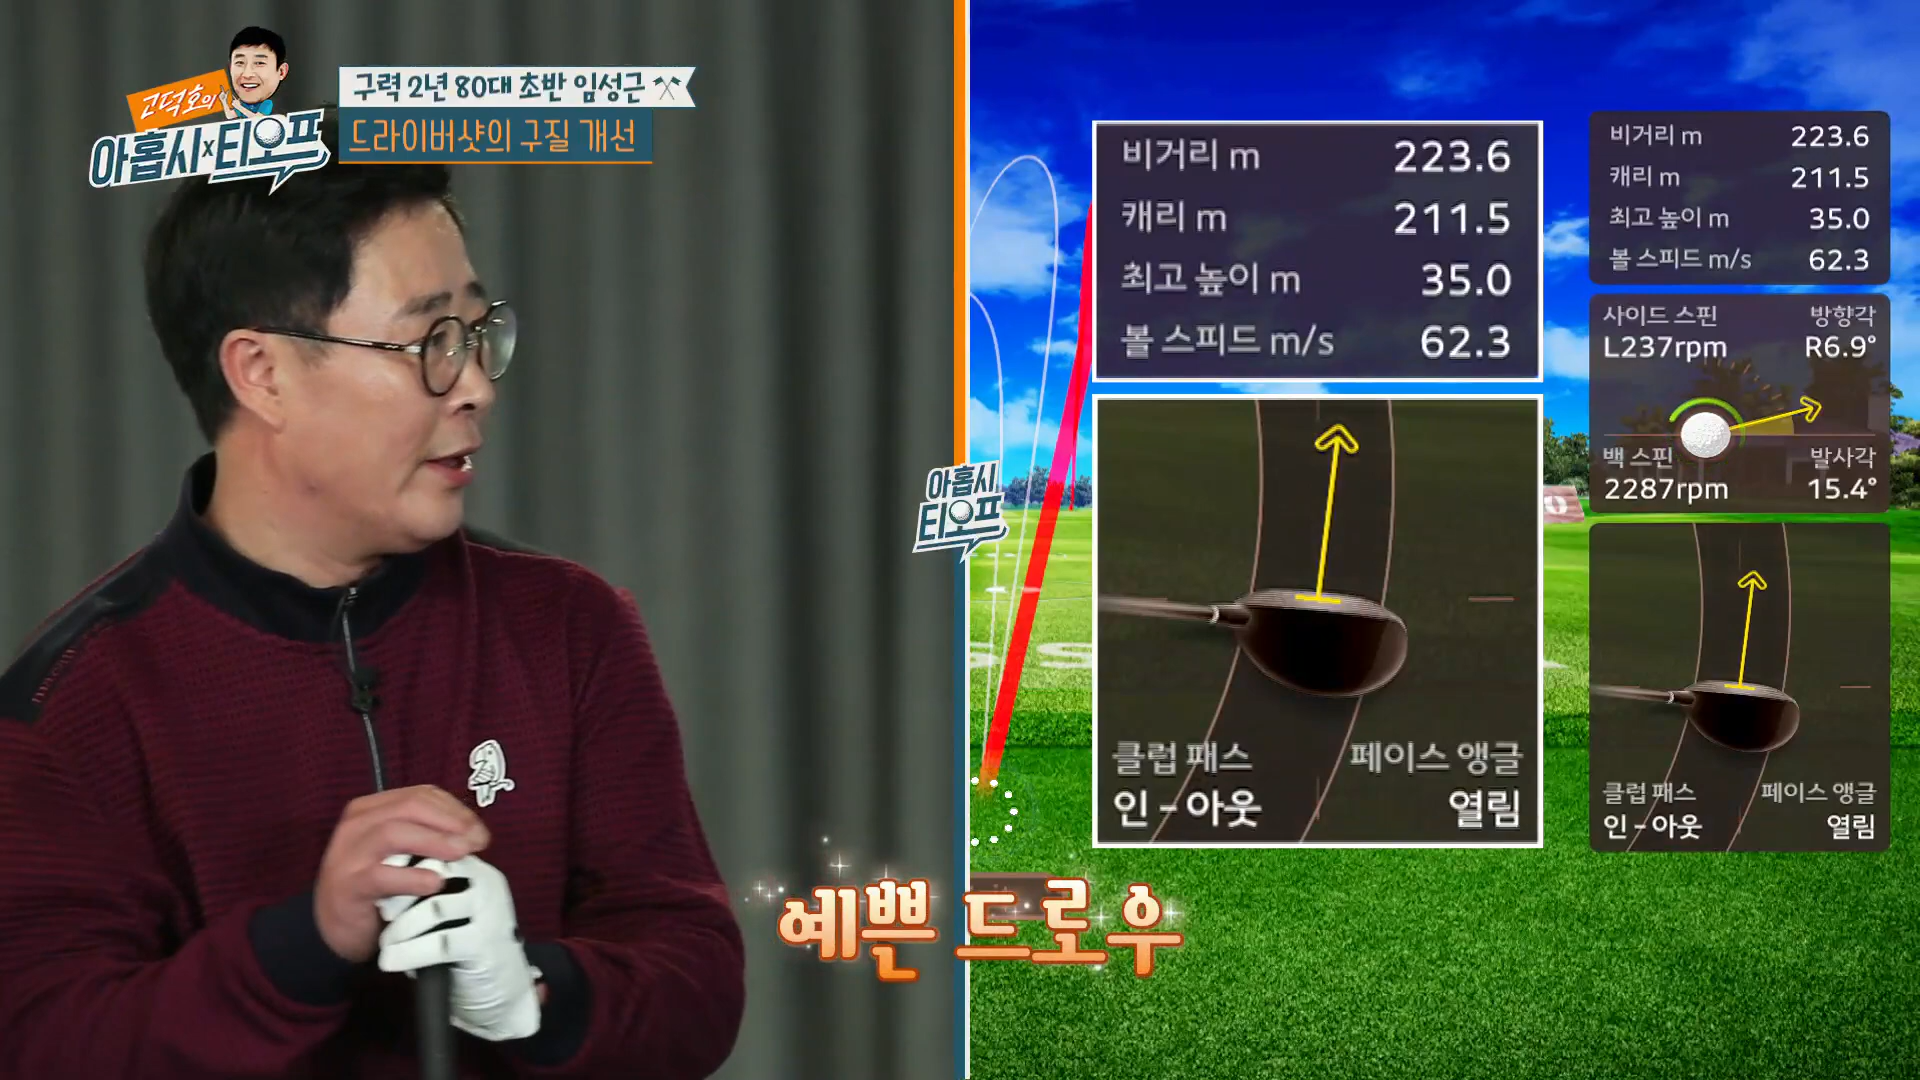 고덕호의
아홉시x티오프
구력 2년 80대 초반 임성근
드라이버샷의 구질 개선
비거리 m 223.6
캐리 m 211.5
최고 높이 m 35.0
볼 스피드 m/s 62.3
클럽 패스 페이스 앵글
인 - 아웃 열림
비거리 m 223.6
캐리 m 211.5
최고 높이 m 35.0
볼 스피드 m/s 62.3
사이드 스핀 방향각
L237rpm R6.9°
백 스핀 발사각
2287rpm 15.4°
클럽 패스 페이스 앵글
인 - 아웃 열림
아홉시
티오프
예쁜 드로우